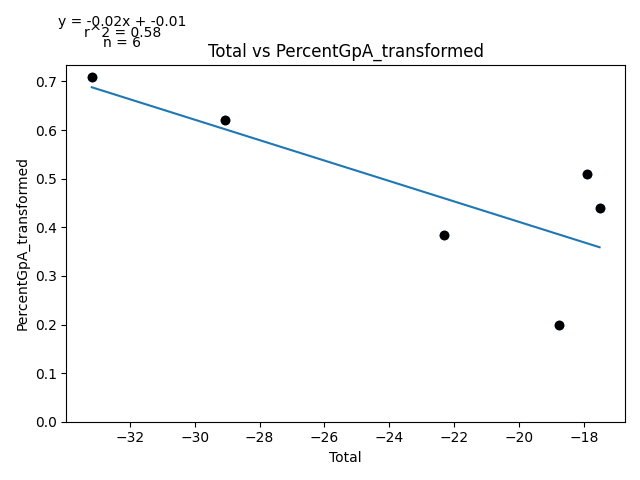 y = -0.02x + -0.01
r^2 = 0.58
n = 6
Total vs PercentGpA_transformed
PercentGpA_transformed
0.7
0.6
0.5
0.4
0.3
0.2
0.1
0.0
−32 −30 −28 −26 −24 −22 −20 −18
Total